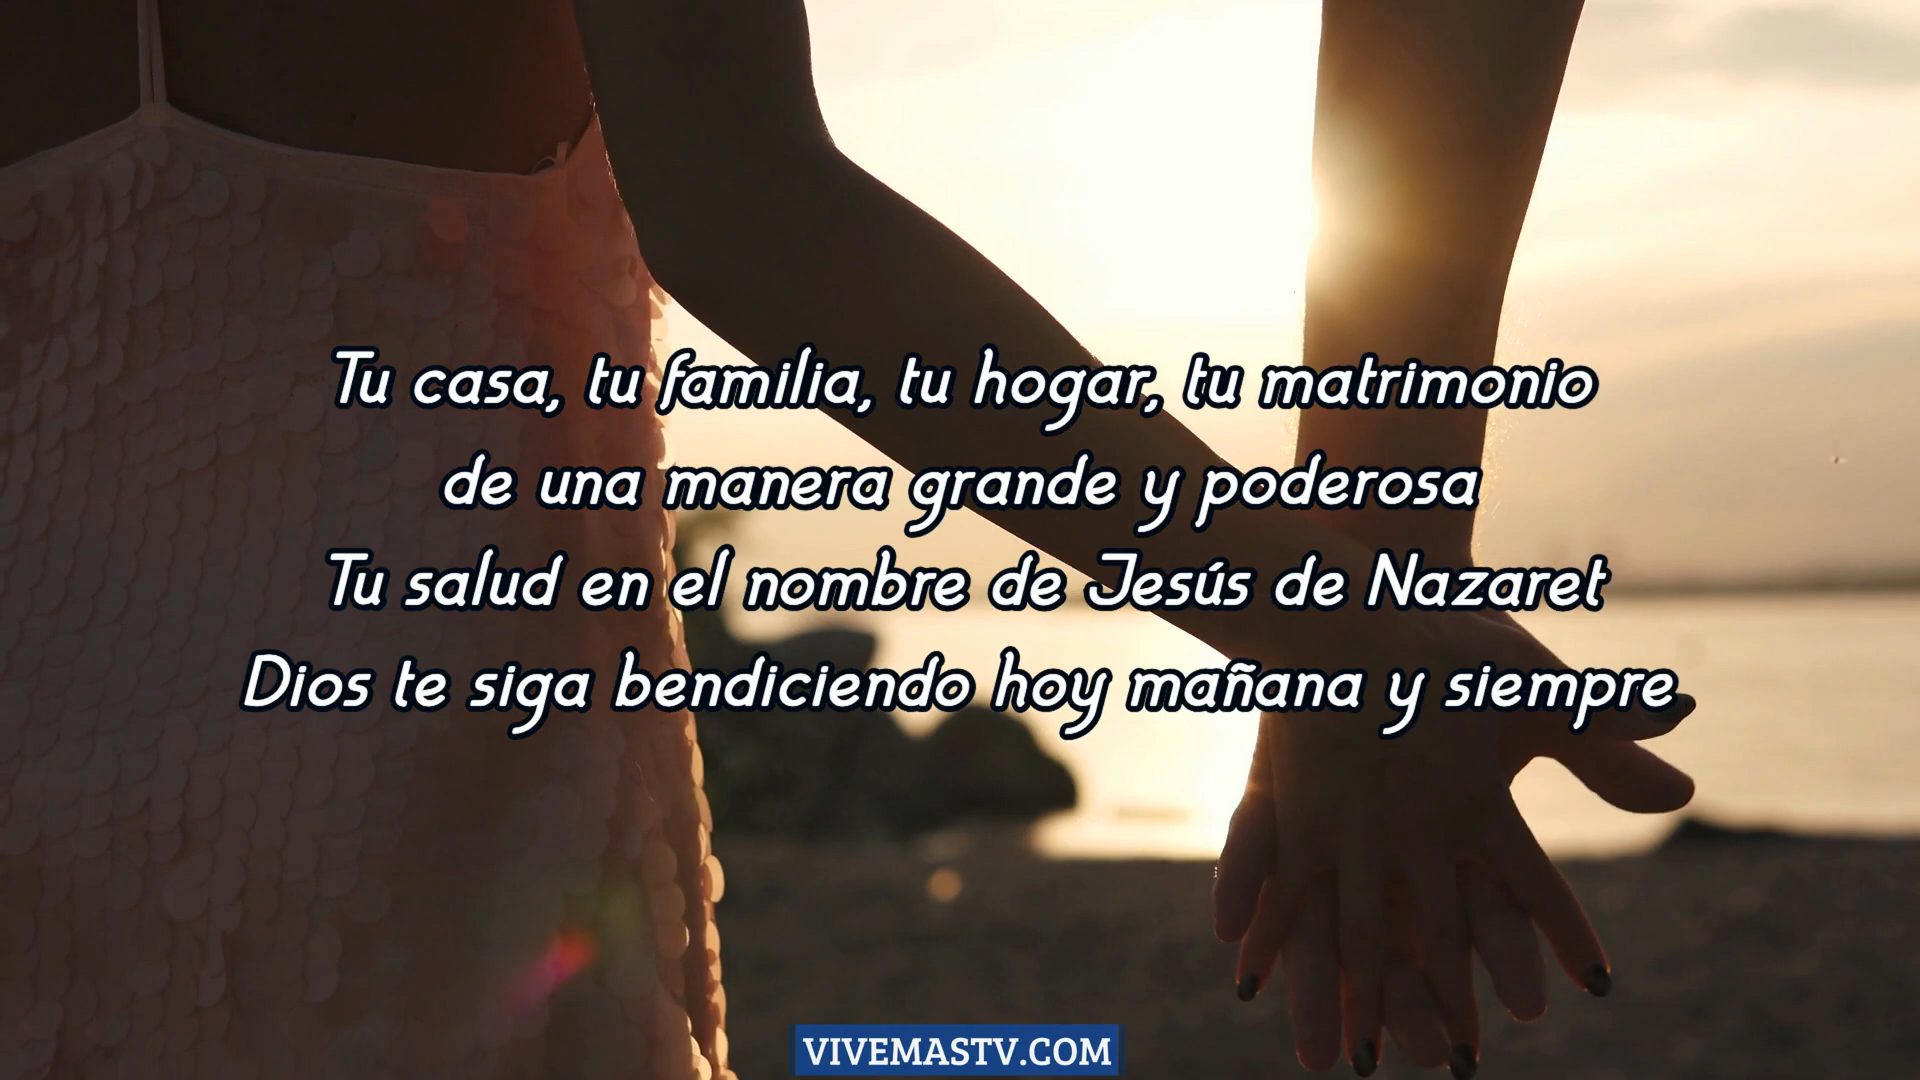 Tu casa, tu familia, tu hogar, tu matrimonio
de una manera grande y poderosa
Tu salud en el nombre de Jesús de Nazaret
Dios te siga bendiciendo hoy mañana y siempre
VIVEMASTV.COM